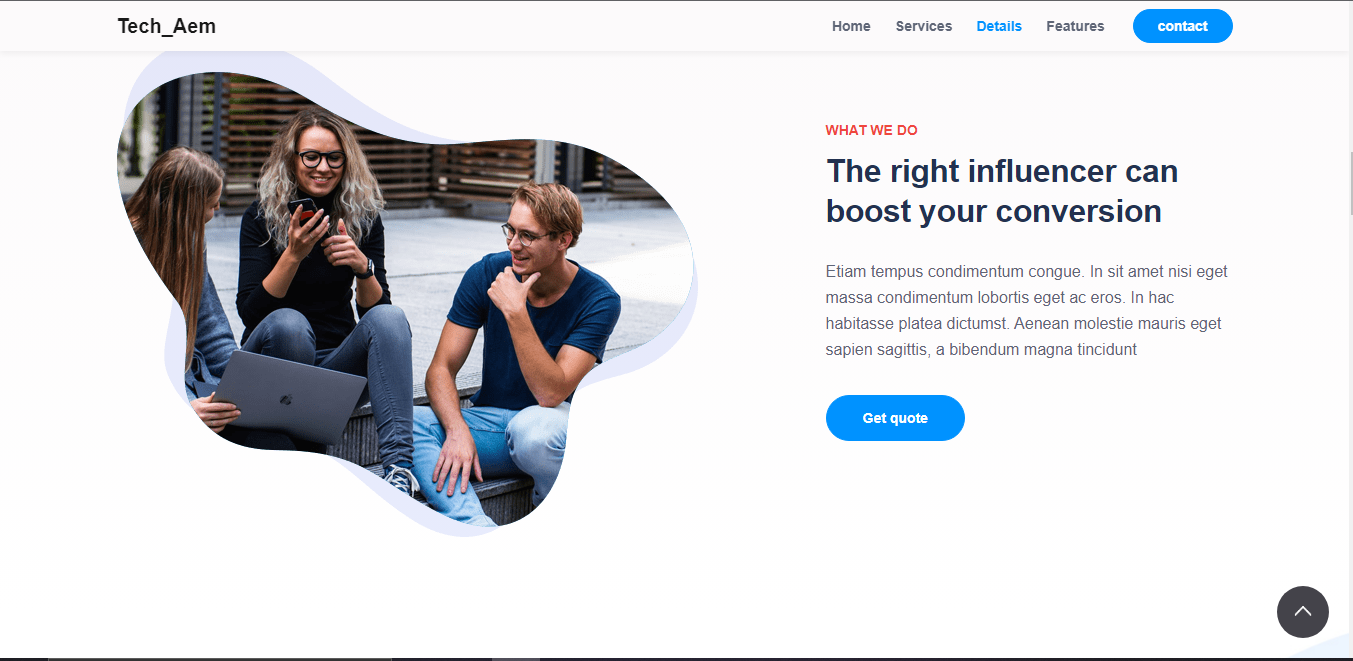 Tech_Aem
Home Services Details Features contact
WHAT WE DO
The right influencer can
boost your conversion
Etiam tempus condimentum congue. In sit amet nisi eget
massa condimentum lobortis eget ac eros. In hac
habitasse platea dictumst. Aenean molestie mauris eget
sapien sagittis, a bibendum magna tincidunt
Get quote